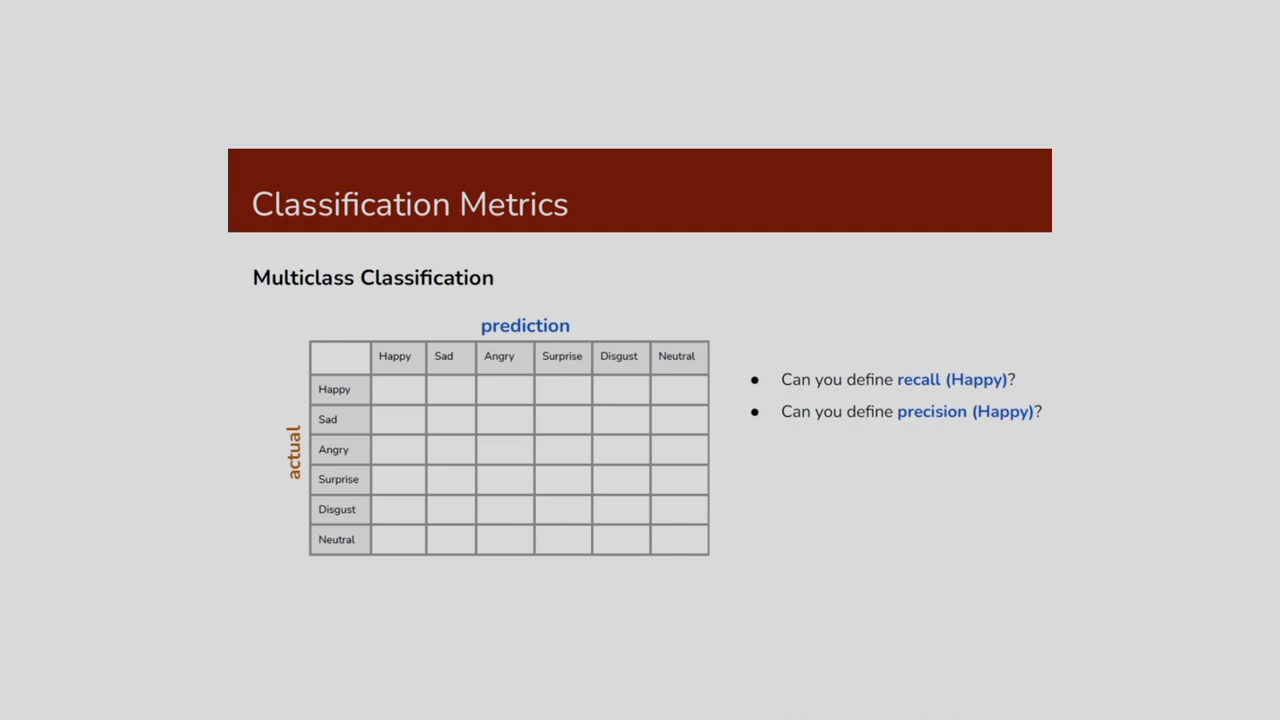 Classification Metrics
Multiclass Classification
prediction
Happy Sad Angry Surprise Disgust Neutral
actual
Happy
Sad
Angry
Surprise
Disgust
Neutral
● Can you define recall (Happy)?
● Can you define precision (Happy)?